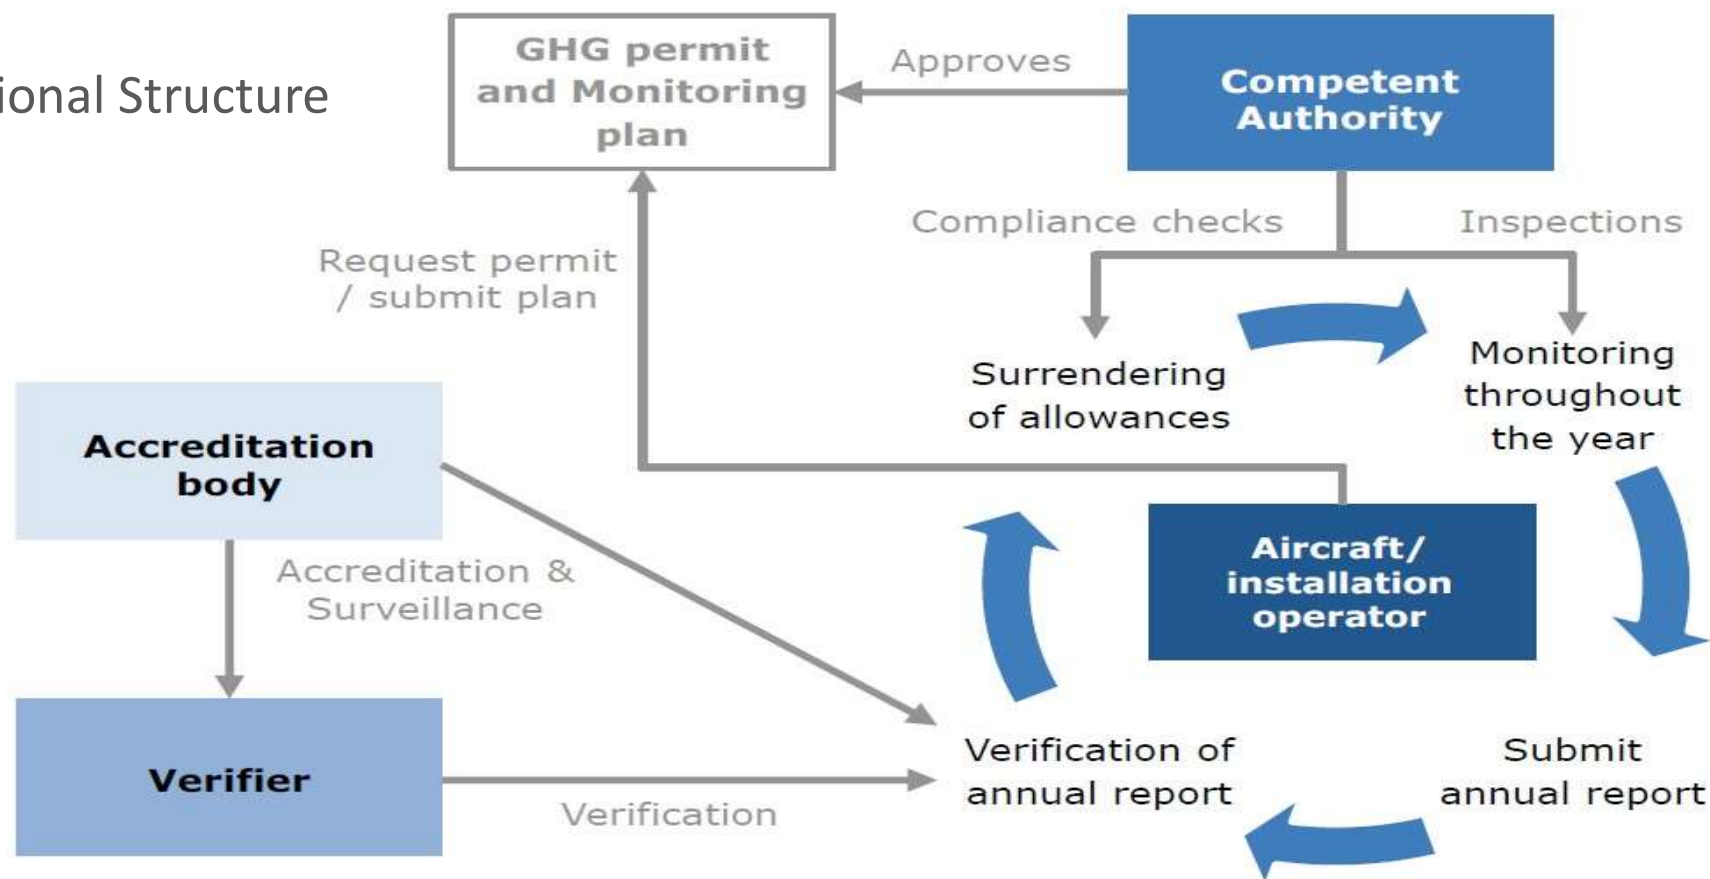 ional Structure
GHG permit
and Monitoring
plan
Approves
Competent
Authority
Compliance checks
Inspections
Request permit
/ submit plan
Surrendering
of allowances
Monitoring
throughout
the year
Accreditation
body
Accreditation &
Surveillance
Aircraft/
installation
operator
Verifier
Verification
Verification of
annual report
Submit
annual report